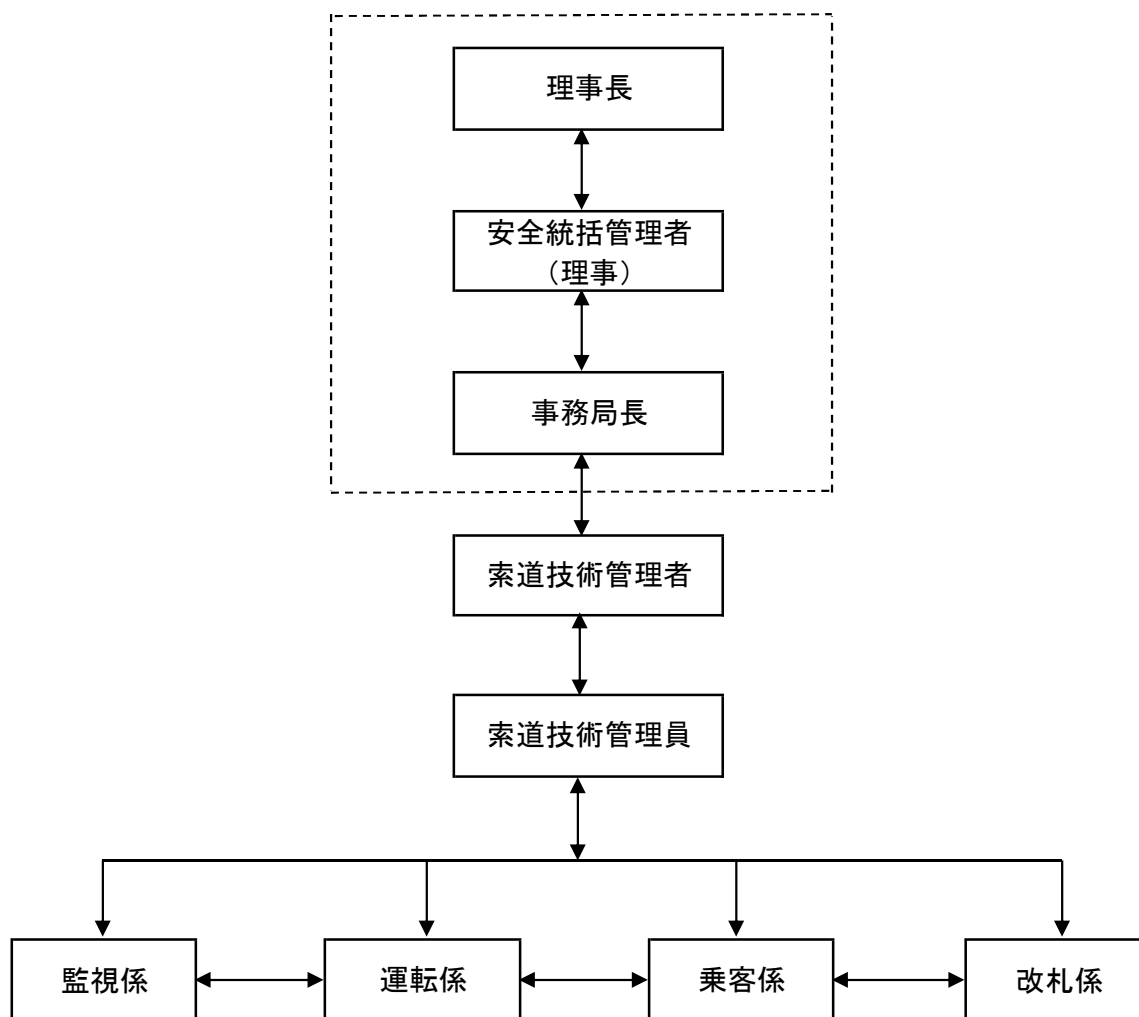 理事長
安全統括管理者
（理事）
事務局長
索道技術管理者
索道技術管理員
監視係
運転係
乗客係
改札係